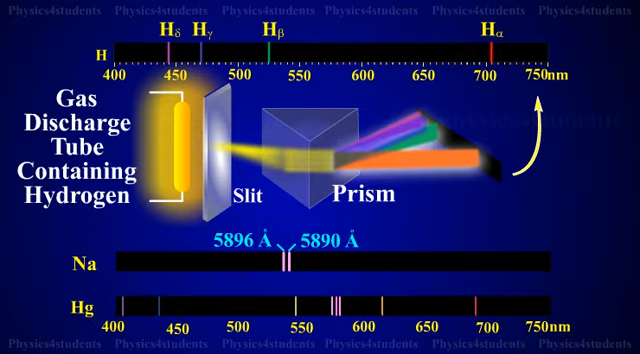 Physics4students Physics4students Physics4students Physics4students Physics4students
Hδ Hγ Hβ Hα
H
400 450 500 550 600 650 700 750nm
Gas
Discharge
Tube
Containing
Hydrogen
Slit
Prism
5896 Å 5890 Å
Na
Hg
400 450 500 550 600 650 700 750nm
Physics4students Physics4students Physics4students Physics4students Physics4students